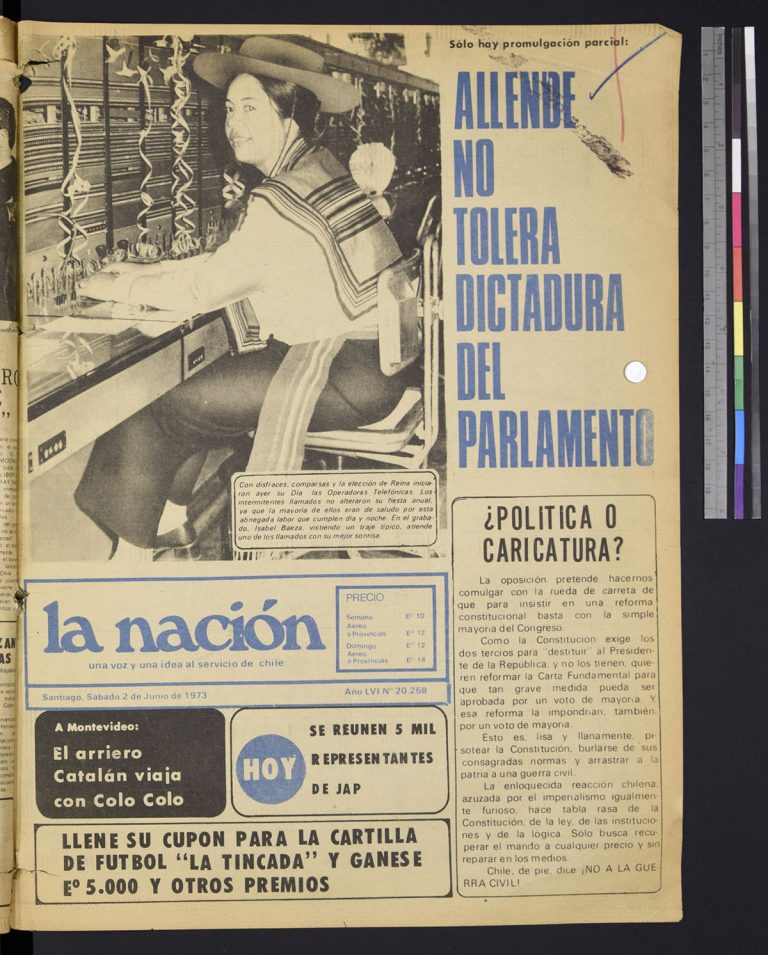 Sólo hay promulgación parcial:
ALLENDE
NO
TOLERA
DICTADURA
DEL
PARLAMENTO
Con disfraces, comparsas y la elección de Reina inicia-
ron ayer su Día las Operadoras Telefónicas. Los
intermitentes llamados no alteraron su fiesta anual,
ya que la mayoría de ellos eran de saludo por esta
abnegada labor que cumplen día y noche. En el graba-
do, Isabel Baeza, vistiendo un traje típico, atiende
uno de los llamados con su mejor sonrisa.
¿POLITICA O
CARICATURA?
La oposición pretende hacernos
comulgar con la rueda de carreta de
que para insistir en una reforma
constitucional basta con la simple
mayoría del Congreso.
Como la Constitución exige los
dos tercios para "destituir" al Presiden-
te de la República, y no los tienen, quie-
ren reformar la Carta Fundamental para
que tan grave medida pueda ser
aprobada por un voto de mayoría. Y
esa reforma la impondrían, también,
por un voto de mayoría.
Esto es, lisa y llanamente, pi-
sotear la Constitución, burlarse de sus
consagradas normas y arrastrar a la
patria a una guerra civil.
La enloquecida reacción chilena,
azuzada por el imperialismo igualmen-
te furioso, hace tabla rasa de la
Constitución, de la ley, de las institucio-
nes y de la lógica. Sólo busca recu-
perar el mando a cualquier precio y sin
reparar en los medios.
Chile, de pie, dice ¡NO A LA GUE
RRA CIVIL!
la nación
una voz y una idea al servicio de chile
PRECIO
Semana Eº 10
Aéreo
a Provincias Eº 12
Domingo Eº 12
Aéreo
a Provincias Eº 14
Santiago, Sábado 2 de Junio de 1973
Año LVI Nº 20.258
A Montevideo:
El arriero
Catalán viaja
con Colo Colo
HOY
SE REUNEN 5 MIL
REPRESENTANTES
DE JAP
LLENE SU CUPON PARA LA CARTILLA
DE FUTBOL "LA TINCADA" Y GANESE
Eº 5.000 Y OTROS PREMIOS